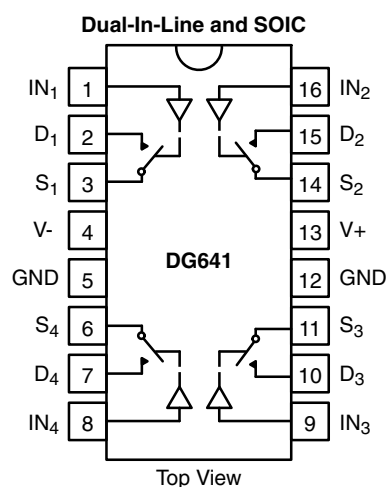 Dual-In-Line and SOIC
IN1 1 16 IN2
D1 2 15 D2
S1 3 14 S2
V- 4 13 V+
DG641
GND 5 12 GND
S4 6 11 S3
D4 7 10 D3
IN4 8 9 IN3
Top View